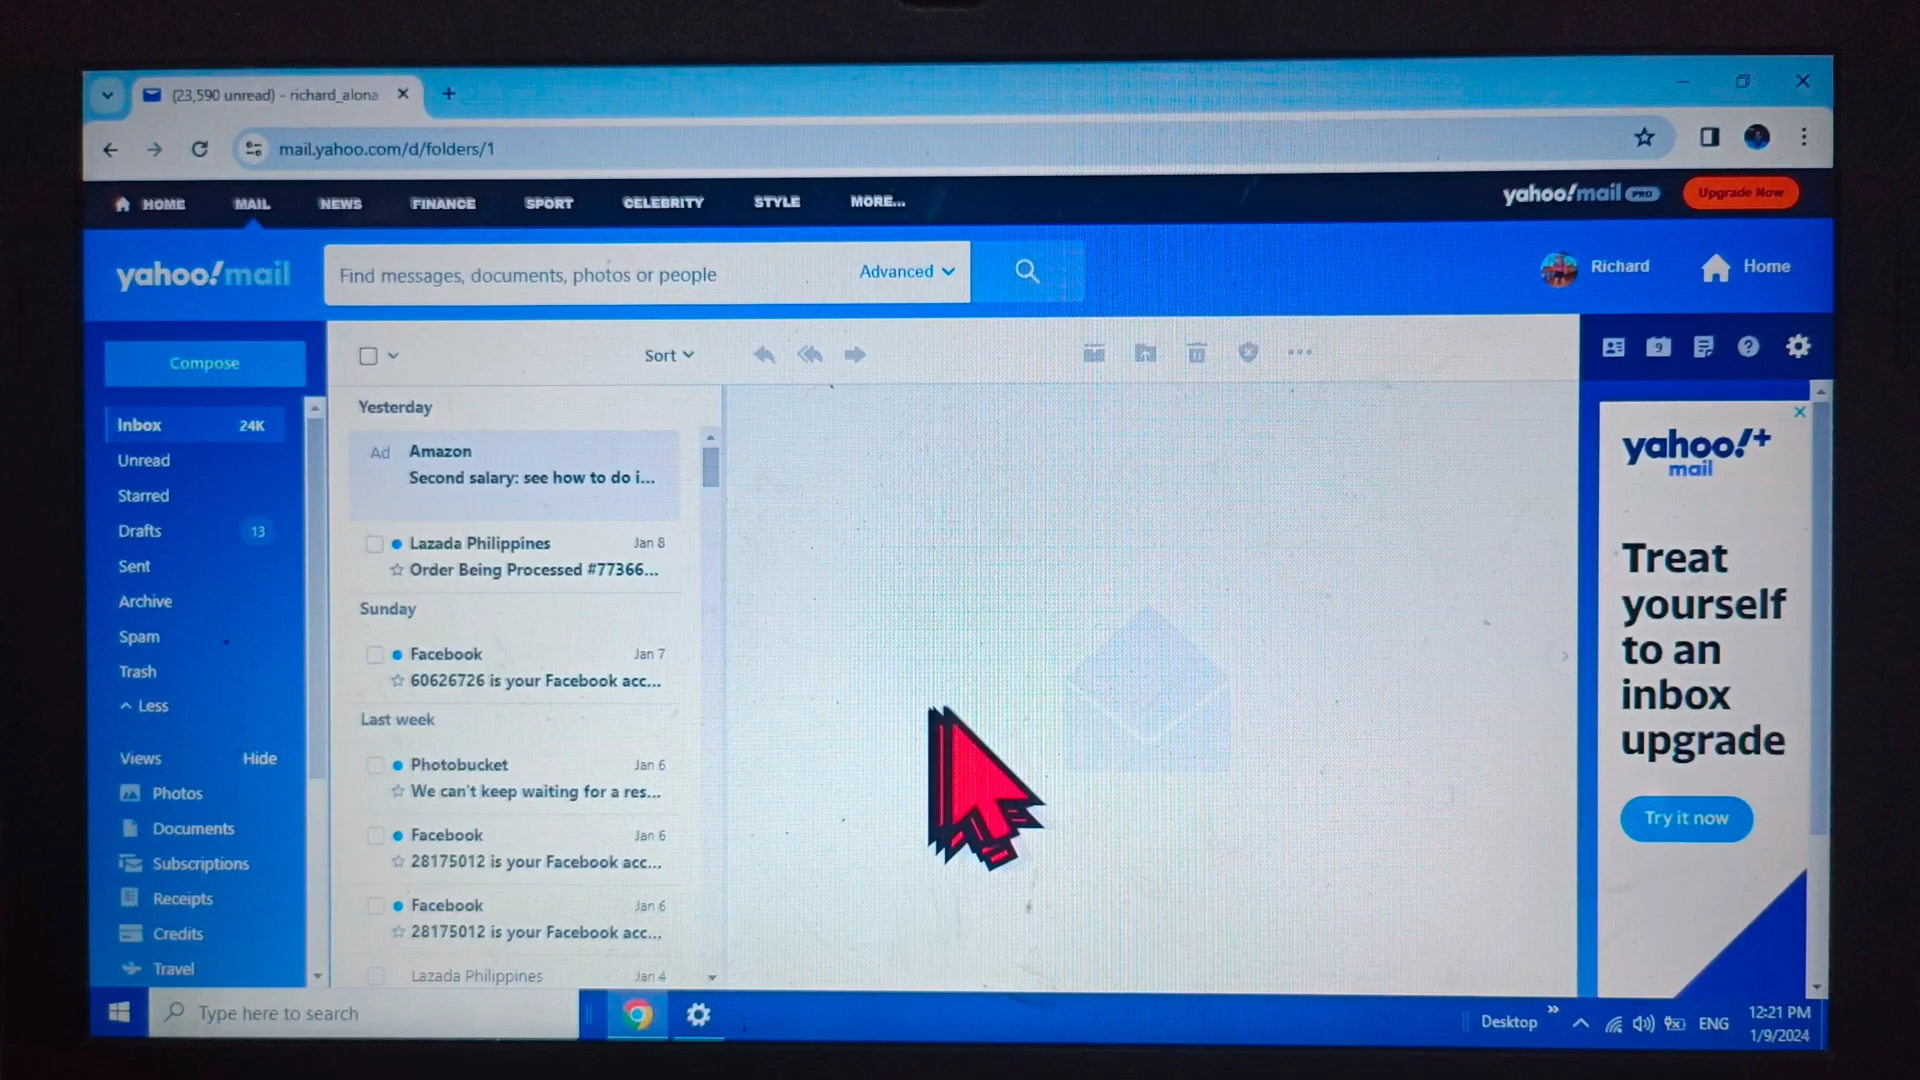 (23,590 unread) - richard_alona
mail.yahoo.com/d/folders/1
HOME MAIL NEWS FINANCE SPORT CELEBRITY STYLE MORE...
yahoo!mail PRO Upgrade Now
yahoo!mail
Find messages, documents, photos or people
Advanced
Richard
Home
Compose
Sort
9
Inbox 24K
Unread
Starred
Drafts 13
Sent
Archive
Spam
Trash
Less
Views Hide
Photos
Documents
Subscriptions
Receipts
Credits
Travel
Yesterday
Ad Amazon
Second salary: see how to do i...
Lazada Philippines Jan 8
Order Being Processed #77366...
Sunday
Facebook Jan 7
60626726 is your Facebook acc...
Last week
Photobucket Jan 6
We can't keep waiting for a res...
Facebook Jan 6
28175012 is your Facebook acc...
Facebook Jan 6
28175012 is your Facebook acc...
Lazada Philippines Jan 4
yahoo!+
mail
Treat
yourself
to an
inbox
upgrade
Try it now
Type here to search
Desktop
ENG
12:21 PM
1/9/2024